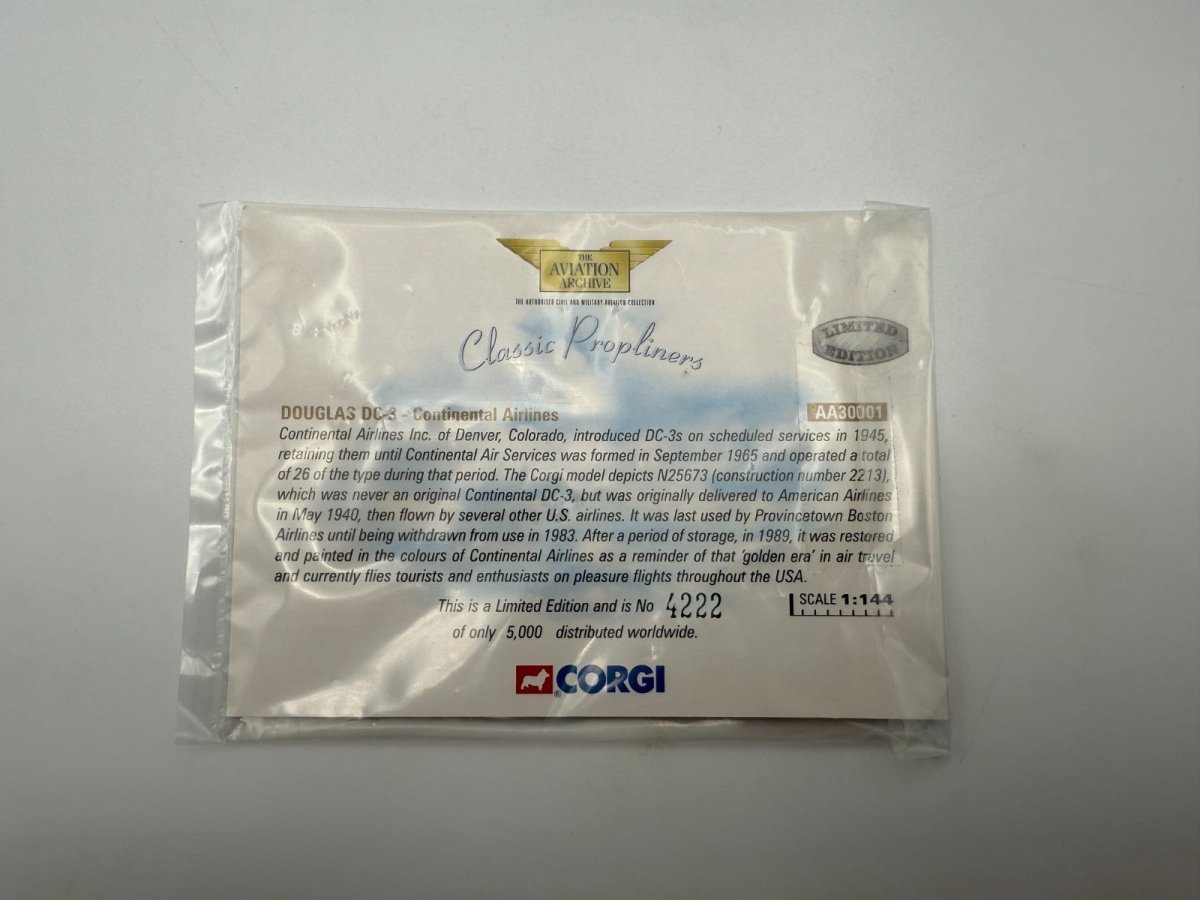 THE
AVIATION
ARCHIVE
THE AUTHORISED CIVIL AND MILITARY AVIATION COLLECTION
Classic Propliners
LIMITED
EDITION
DOUGLAS DC-3 - Continental Airlines AA30001
Continental Airlines Inc. of Denver, Colorado, introduced DC-3s on scheduled services in 1945,
retaining them until Continental Air Services was formed in September 1965 and operated a total
of 26 of the type during that period. The Corgi model depicts N25673 (construction number 2213),
which was never an original Continental DC-3, but was originally delivered to American Airlines
in May 1940, then flown by several other U.S. airlines. It was last used by Provincetown Boston
Airlines until being withdrawn from use in 1983. After a period of storage, in 1989, it was restored
and painted in the colours of Continental Airlines as a reminder of that 'golden era' in air travel
and currently flies tourists and enthusiasts on pleasure flights throughout the USA.
This is a Limited Edition and is No 4222
of only 5,000 distributed worldwide.
SCALE 1:144
® CORGI